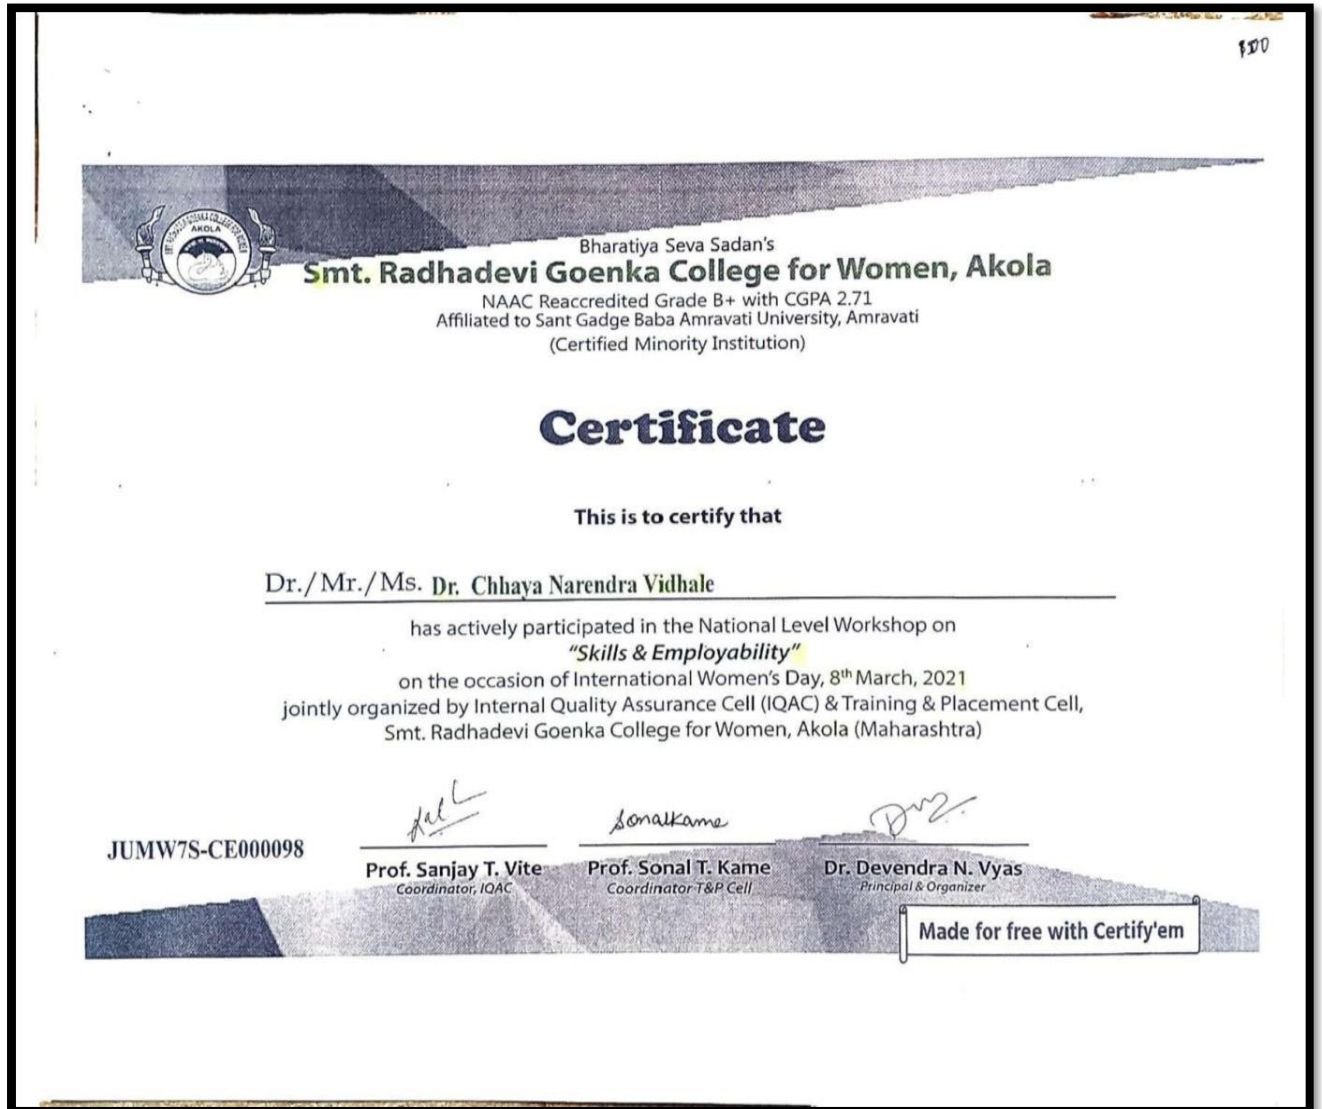 Bharatiya Seva Sadan's
Smt. Radhadevi Goenka College for Women, Akola
AKOLA
NAAC Reaccredited Grade B+ with CGPA 2.71
Affiliated to Sant Gadge Baba Amravati University, Amravati
(Certified Minority Institution)
Certificate
This is to certify that
Dr./Mr./Ms. Dr. Chhaya Narendra Vidhale
has actively participated in the National Level Workshop on
“Skills & Employability”
on the occasion of International Women's Day, 8th March, 2021
jointly organized by Internal Quality Assurance Cell (IQAC) & Training & Placement Cell,
Smt. Radhadevi Goenka College for Women, Akola (Maharashtra)
Sonalkame
JUMW7S-CE000098
Prof. Sanjay T. Vite
Coordinator, IQAC
Prof. Sonal T. Kame
Coordinator T&P Cell
Dr. Devendra N. Vyas
Principal & Organizer
Made for free with Certify'em